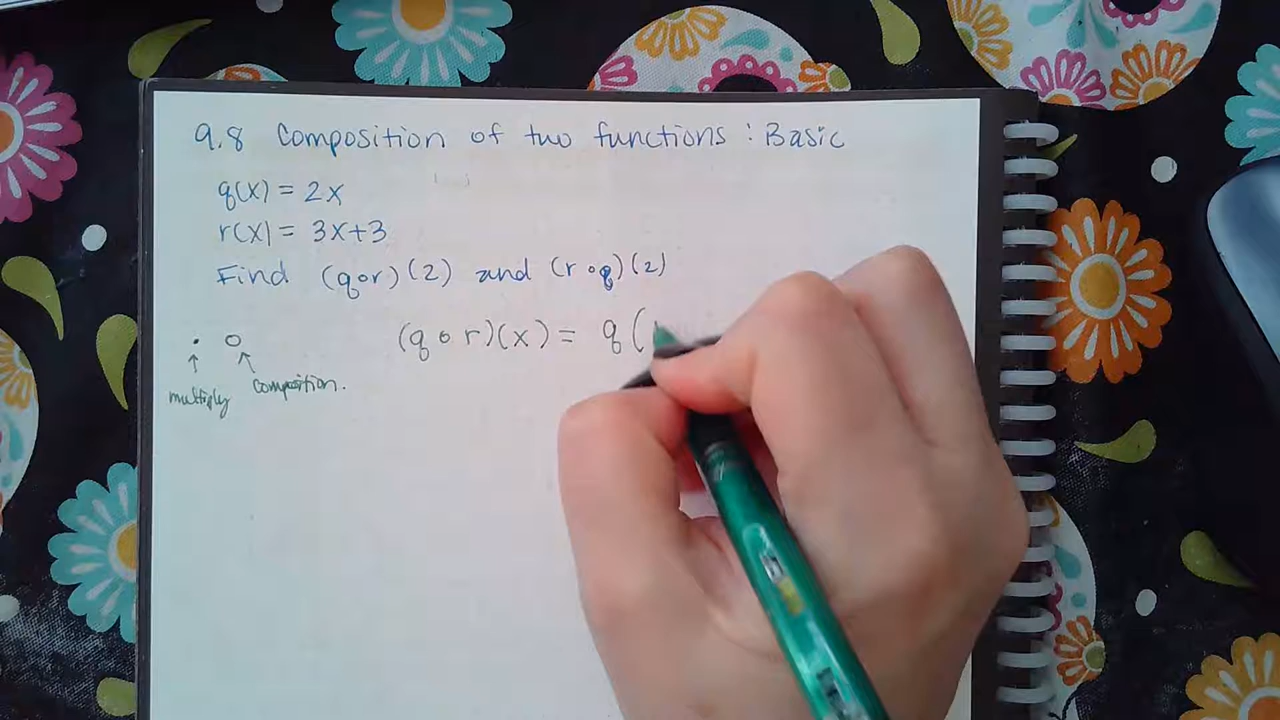 9.8 Composition of two functions : Basic
q(x) = 2x
r(x) = 3x+3
Find (q∘r)(2) and (r∘q)(2)
(q∘r)(x) = q(
· ○
↑ ↑
multiply composition.